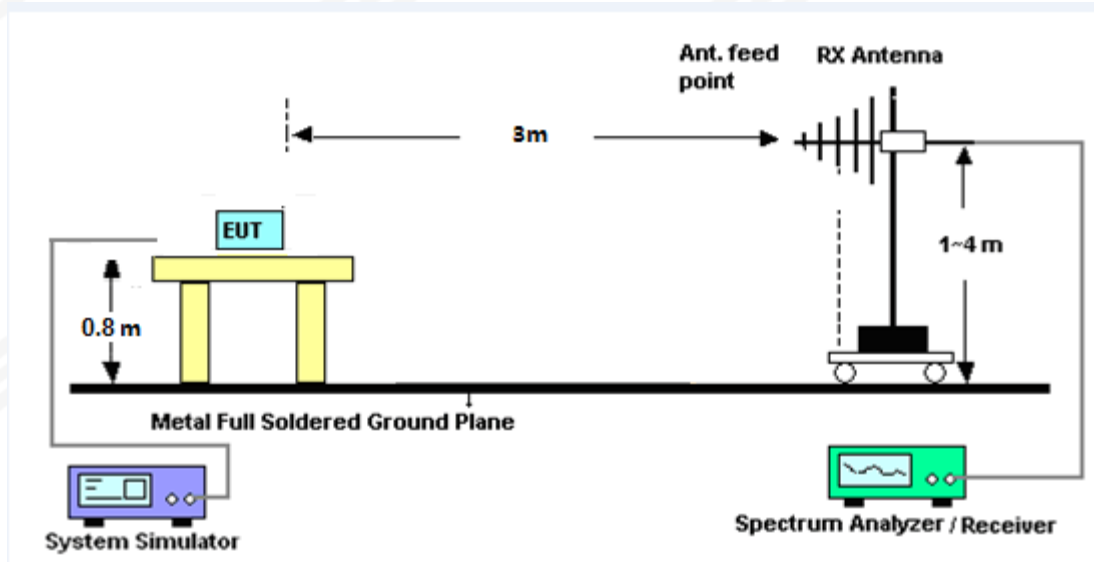 Ant. feed
point
RX Antenna
3m
EUT
1~4 m
0.8 m
Metal Full Soldered Ground Plane
System Simulator
Spectrum Analyzer / Receiver